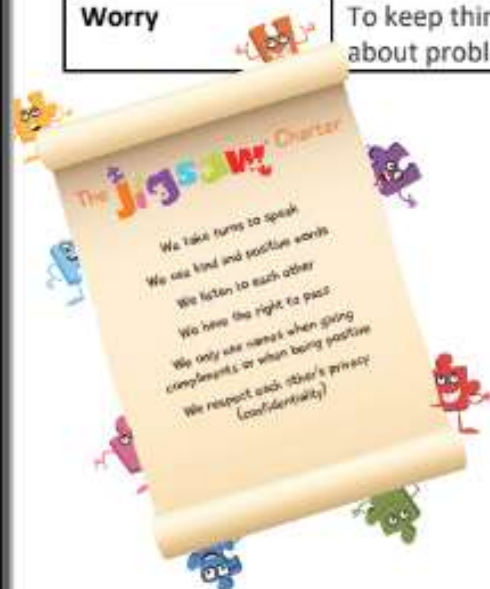 Worry
To keep thin
about probl
The Jigsaw Charter
We take turns to speak
We use kind and positive words
We listen to each other
We have the right to pass
We only use names when giving
compliments or when being positive
We respect each other's privacy
(confidentiality)